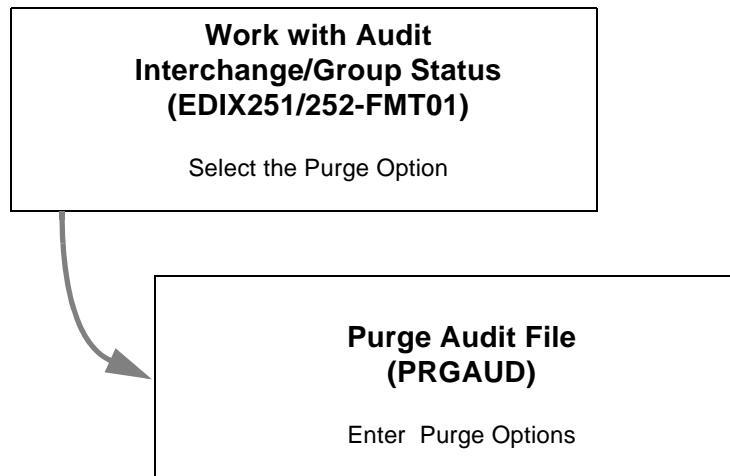 Work with Audit
Interchange/Group Status
(EDIX251/252-FMT01)
Select the Purge Option
Purge Audit File
(PRGAUD)
Enter Purge Options